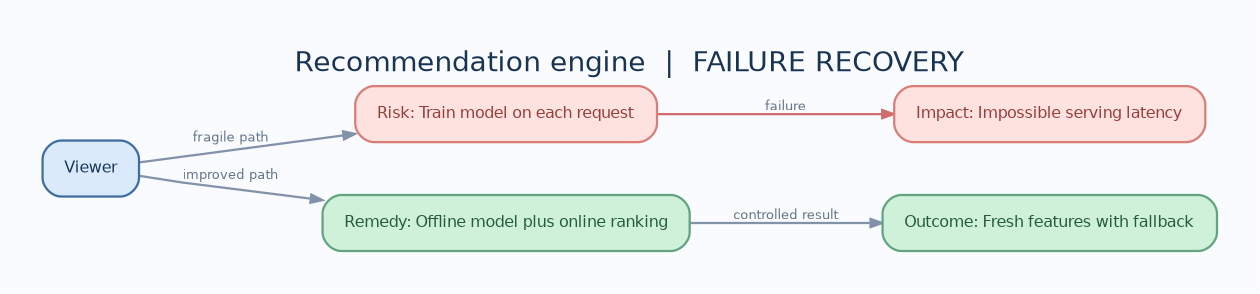 Recommendation engine | FAILURE RECOVERY
Risk: Train model on each request
failure
Impact: Impossible serving latency
fragile path
Viewer
improved path
Remedy: Offline model plus online ranking
controlled result
Outcome: Fresh features with fallback